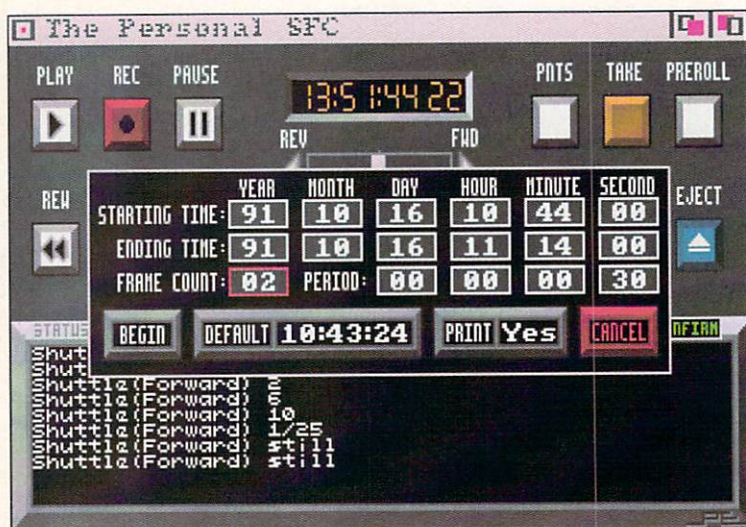 The Personal SFC
PLAY REC PAUSE
13:51:44 22
PNTS TAKE PREROLL
REV FWD
REW
EJECT
YEAR MONTH DAY HOUR MINUTE SECOND
STARTING TIME: 91 10 16 10 44 00
ENDING TIME: 91 10 16 11 14 00
FRAME COUNT: 02 PERIOD: 00 00 00 30
BEGIN DEFAULT 10:43:24 PRINT Yes CANCEL
STATUS NFIRM
Shut
Shut
Shuttle(Forward) 2
Shuttle(Forward) 6
Shuttle(Forward) 10
Shuttle(Forward) 1/25
Shuttle(Forward) still
Shuttle(Forward) still